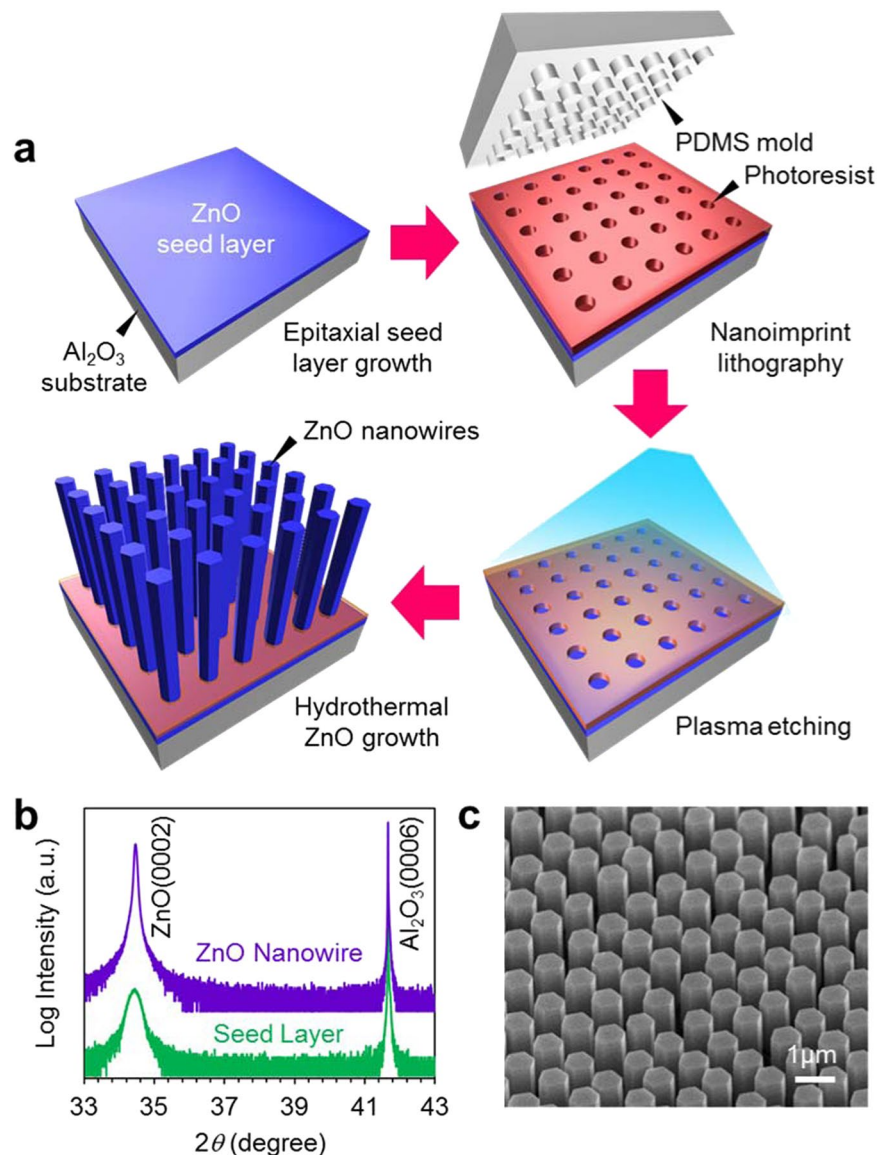 a
ZnO
seed layer
Al₂O₃
substrate
Epitaxial seed
layer growth
PDMS mold
Photoresist
Nanoimprint
lithography
ZnO nanowires
Hydrothermal
ZnO growth
Plasma etching
b
Log Intensity (a.u.)
ZnO(0002)
Al₂O₃(0006)
ZnO Nanowire
Seed Layer
33 35 37 39 41 43
2θ (degree)
c
1μm